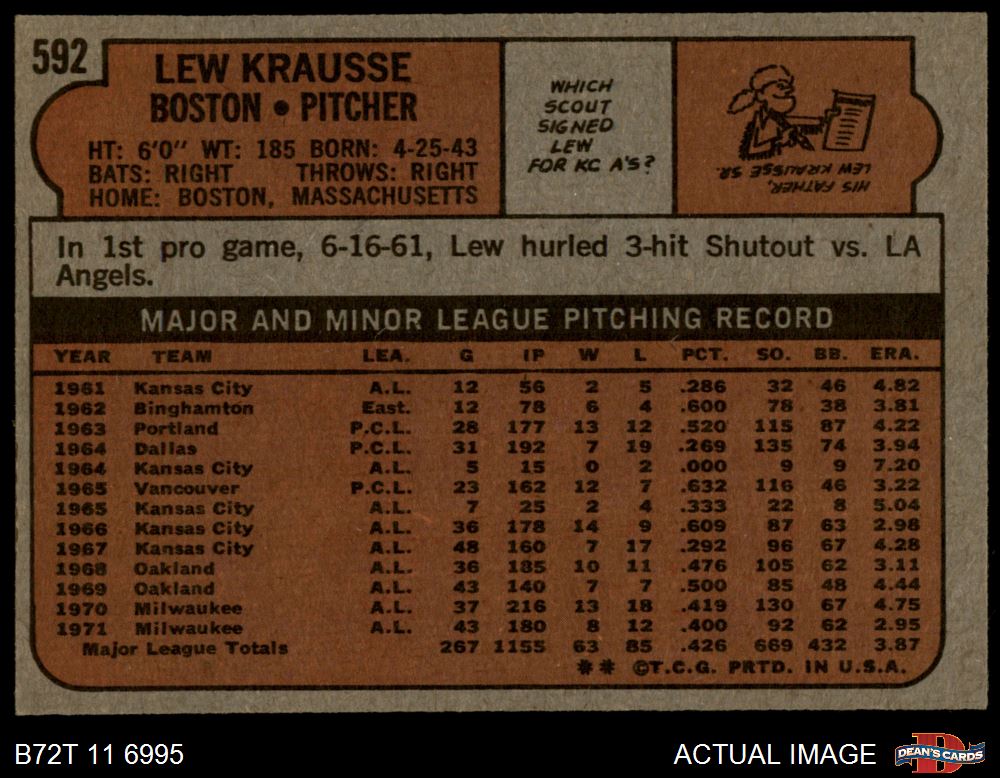 592
LEW KRAUSSE
BOSTON • PITCHER
HT: 6'0" WT: 185 BORN: 4-25-43
BATS: RIGHT THROWS: RIGHT
HOME: BOSTON, MASSACHUSETTS
WHICH
SCOUT
SIGNED
LEW
FOR KC A'S?
HIS FATHER,
LEW KRAUSSE SR.
In 1st pro game, 6-16-61, Lew hurled 3-hit Shutout vs. LA
Angels.
MAJOR AND MINOR LEAGUE PITCHING RECORD
YEAR TEAM LEA. G IP W L PCT. SO. BB. ERA.
1961 Kansas City A.L. 12 56 2 5 .286 32 46 4.82
1962 Binghamton East. 12 78 6 4 .600 78 38 3.81
1963 Portland P.C.L. 28 177 13 12 .520 115 87 4.22
1964 Dallas P.C.L. 31 192 7 19 .269 135 74 3.94
1964 Kansas City A.L. 5 15 0 2 .000 9 9 7.20
1965 Vancouver P.C.L. 23 162 12 7 .632 116 46 3.22
1965 Kansas City A.L. 7 25 2 4 .333 22 8 5.04
1966 Kansas City A.L. 36 178 14 9 .609 87 63 2.98
1967 Kansas City A.L. 48 160 7 17 .292 96 67 4.28
1968 Oakland A.L. 36 185 10 11 .476 105 62 3.11
1969 Oakland A.L. 43 140 7 7 .500 85 48 4.44
1970 Milwaukee A.L. 37 216 13 18 .419 130 67 4.75
1971 Milwaukee A.L. 43 180 8 12 .400 92 62 2.95
Major League Totals 267 1155 63 85 .426 669 432 3.87
** ©T.C.G. PRTD. IN U.S.A.
B72T 11 6995
ACTUAL IMAGE
DEAN'S CARDS